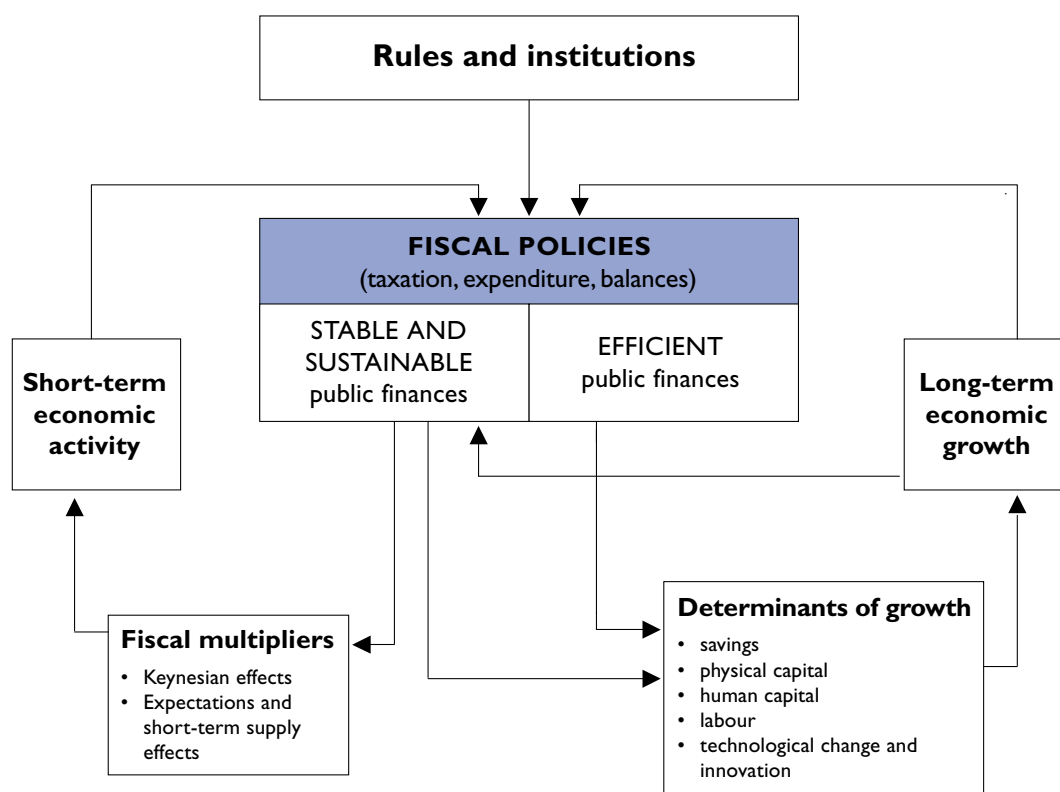 Rules and institutions
FISCAL POLICIES
(taxation, expenditure, balances)
STABLE AND
SUSTAINABLE
public finances
EFFICIENT
public finances
Short-term
economic
activity
Long-term
economic
growth
Fiscal multipliers
• Keynesian effects
• Expectations and
short-term supply
effects
Determinants of growth
• savings
• physical capital
• human capital
• labour
• technological change and
innovation